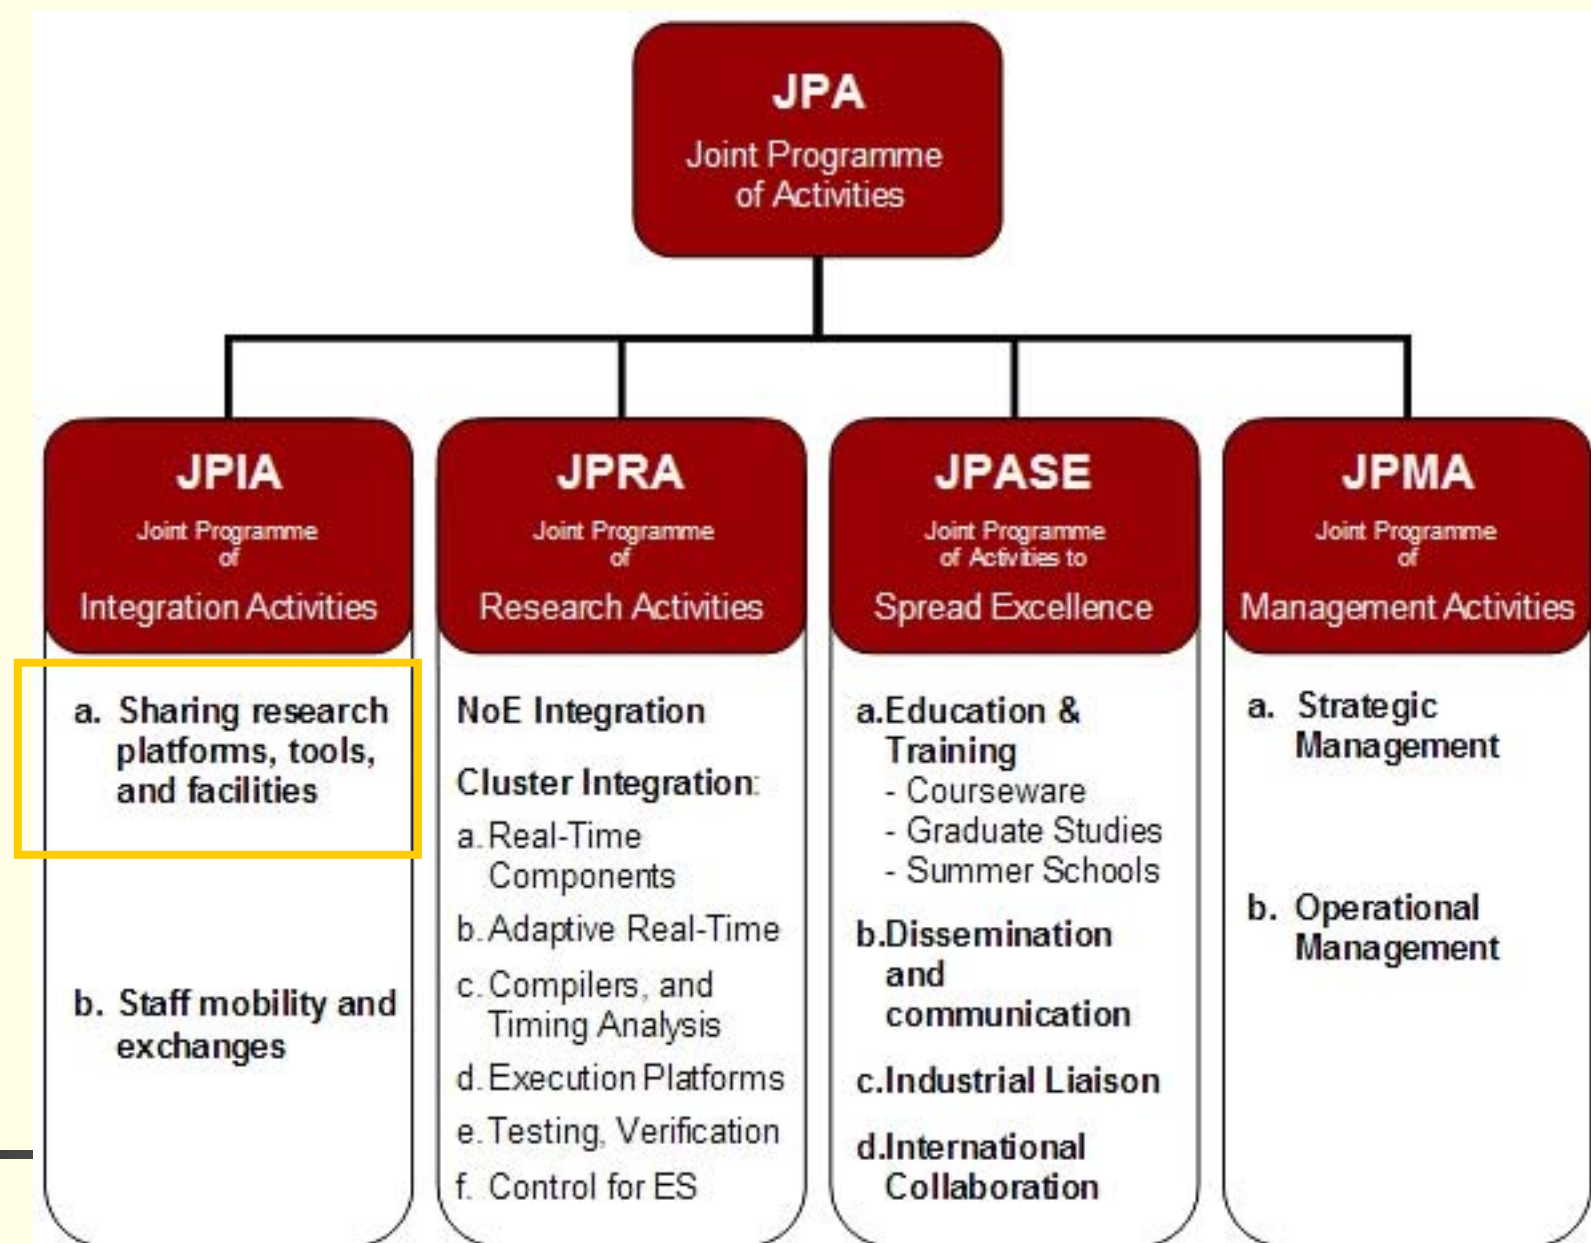 JPA
Joint Programme
of Activities
JPIA
Joint Programme
of
Integration Activities
a. Sharing research
platforms, tools,
and facilities
b. Staff mobility and
exchanges
JPRA
Joint Programme
of
Research Activities
NoE Integration
Cluster Integration:
a. Real-Time
Components
b. Adaptive Real-Time
c. Compilers, and
Timing Analysis
d. Execution Platforms
e. Testing, Verification
f. Control for ES
JPASE
Joint Programme
of Activities to
Spread Excellence
a.Education &
Training
- Courseware
- Graduate Studies
- Summer Schools
b.Dissemination
and
communication
c.Industrial Liaison
d.International
Collaboration
JPMA
Joint Programme
of
Management Activities
a. Strategic
Management
b. Operational
Management